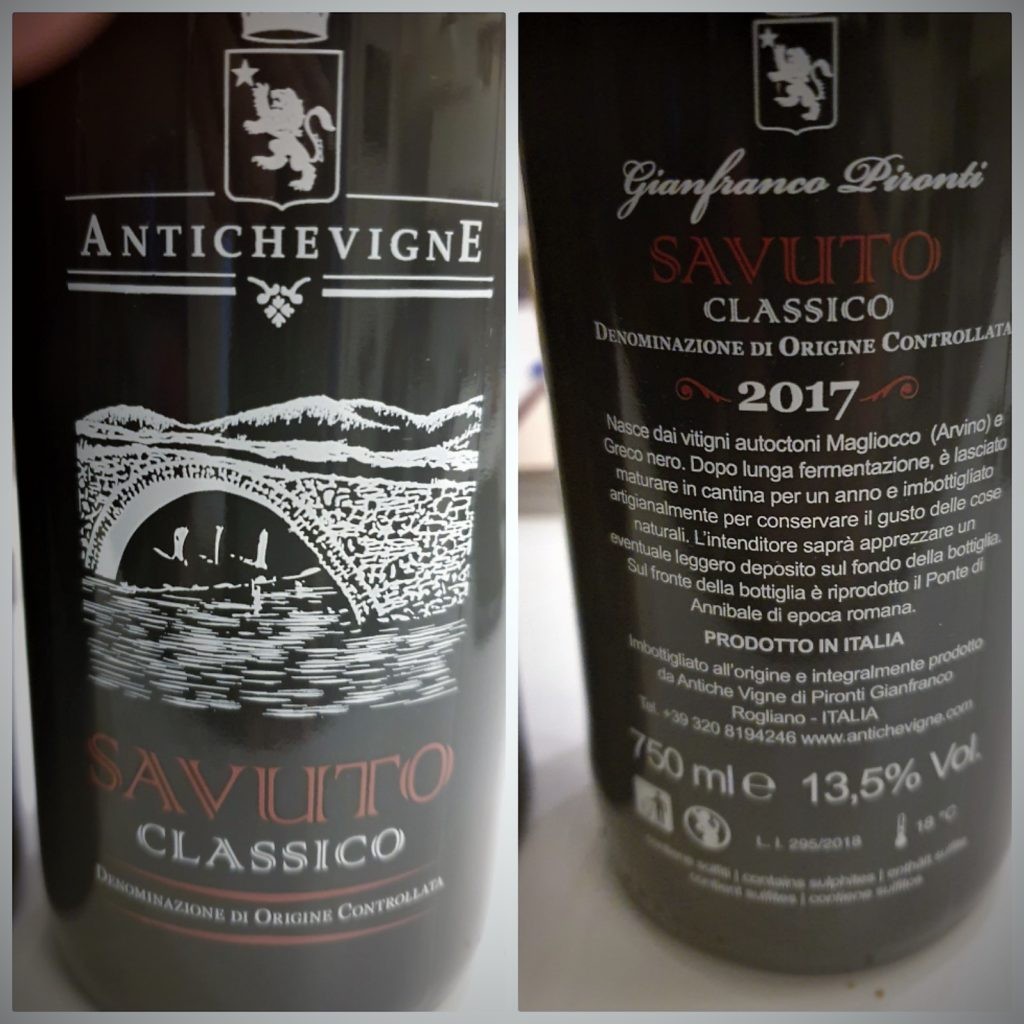 ANTICHEVIGNE
SAVUTO
CLASSICO
DENOMINAZIONE DI ORIGINE CONTROLLATA
Gianfranco Pironti
SAVUTO
CLASSICO
DENOMINAZIONE DI ORIGINE CONTROLLATA
2017
Nasce dai vitigni autoctoni Magliocco (Arvino) e
Greco nero. Dopo lunga fermentazione, è lasciato
maturare in cantina per un anno e imbottigliato
artigianalmente per conservare il gusto delle cose
naturali. L'intenditore saprà apprezzare un
eventuale leggero deposito sul fondo della bottiglia.
Sul fronte della bottiglia è riprodotto il Ponte di
Annibale di epoca romana.
PRODOTTO IN ITALIA
Imbottigliato all'origine e integralmente prodotto
da Antiche Vigne di Pironti Gianfranco
Rogliano - ITALIA
Tel. +39 320 8194246 www.antichevigne.com
750 ml e 13,5% Vol.
L. I. 295/2018 18 °C
contiene solfiti | contains sulphites | enthält sulfite
contient sulfites | contiene sulfitos